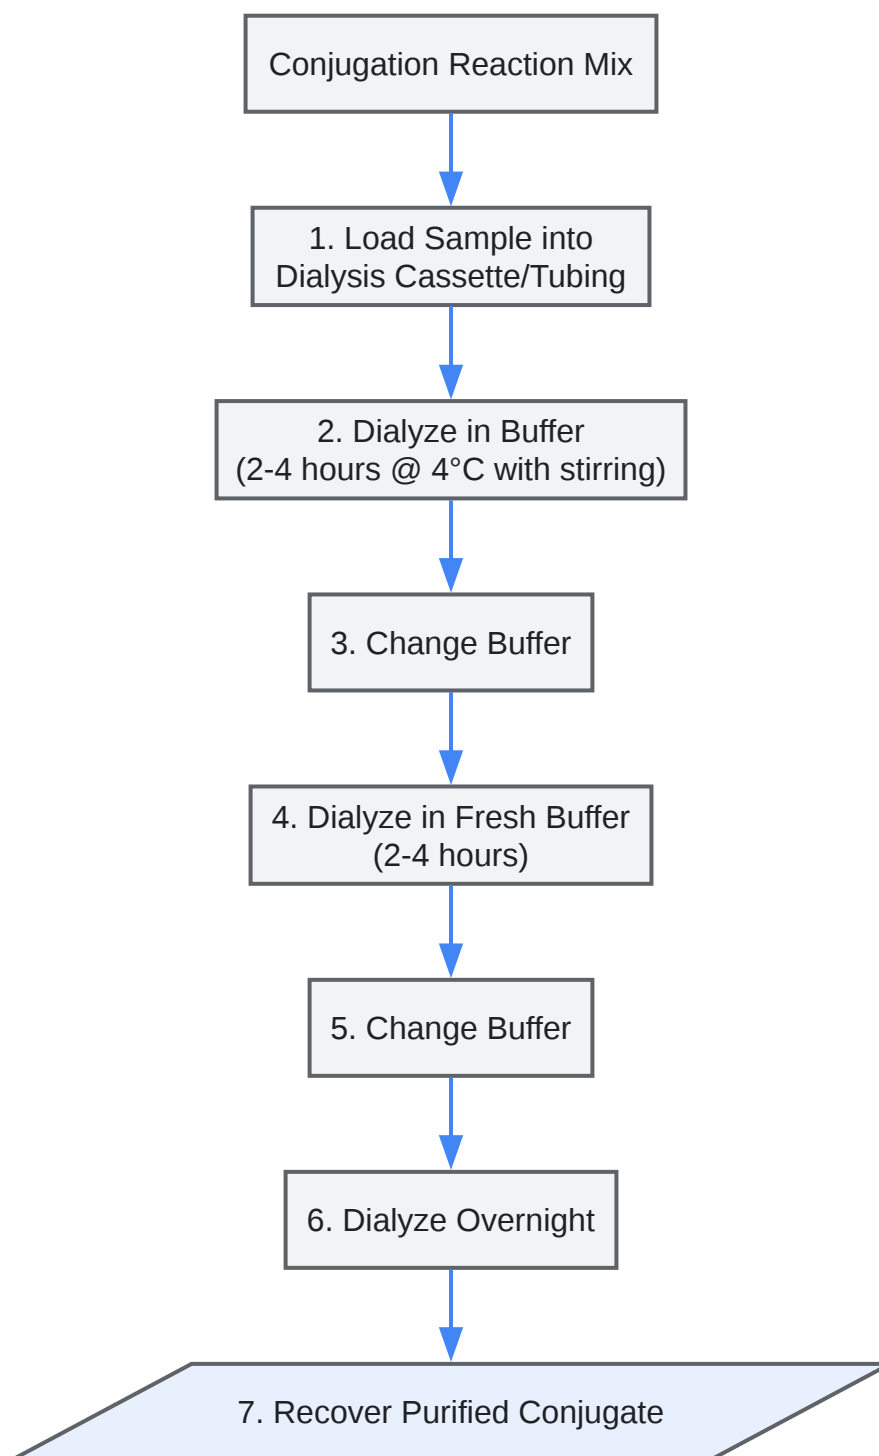 Conjugation Reaction Mix
1. Load Sample into
Dialysis Cassette/Tubing
2. Dialyze in Buffer
(2-4 hours @ 4°C with stirring)
3. Change Buffer
4. Dialyze in Fresh Buffer
(2-4 hours)
5. Change Buffer
6. Dialyze Overnight
7. Recover Purified Conjugate